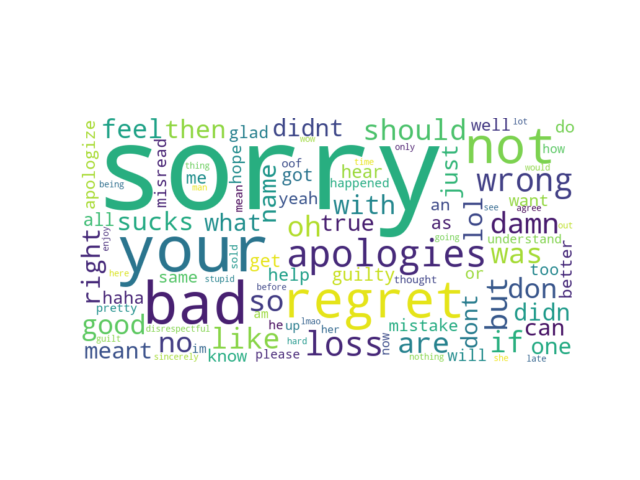 apologize
feel
then
glad
didnt
should
well
lot
do
sorry
not
how
misread
hope
oof
wow
hear
time
only
just
would
thing
me
man
got
happened
wrong
being
mean
name
yeah
with
an
want
lol
all
sucks
what
oh
true
as
damn
see
agree
out
your
enjoy
right
here
sold
get
apologies
going
was
understand
same
stupid
help
guilty
thought
or
too
better
bad
so
before
regret
but
don
haha
pretty
am
good
disrespectful
he
up
lmao
her
hard
mistake
dont
didn
can
guilt
meant
no
im
like
loss
now
are
if
one
sincerely
know
please
nothing
will
she
late